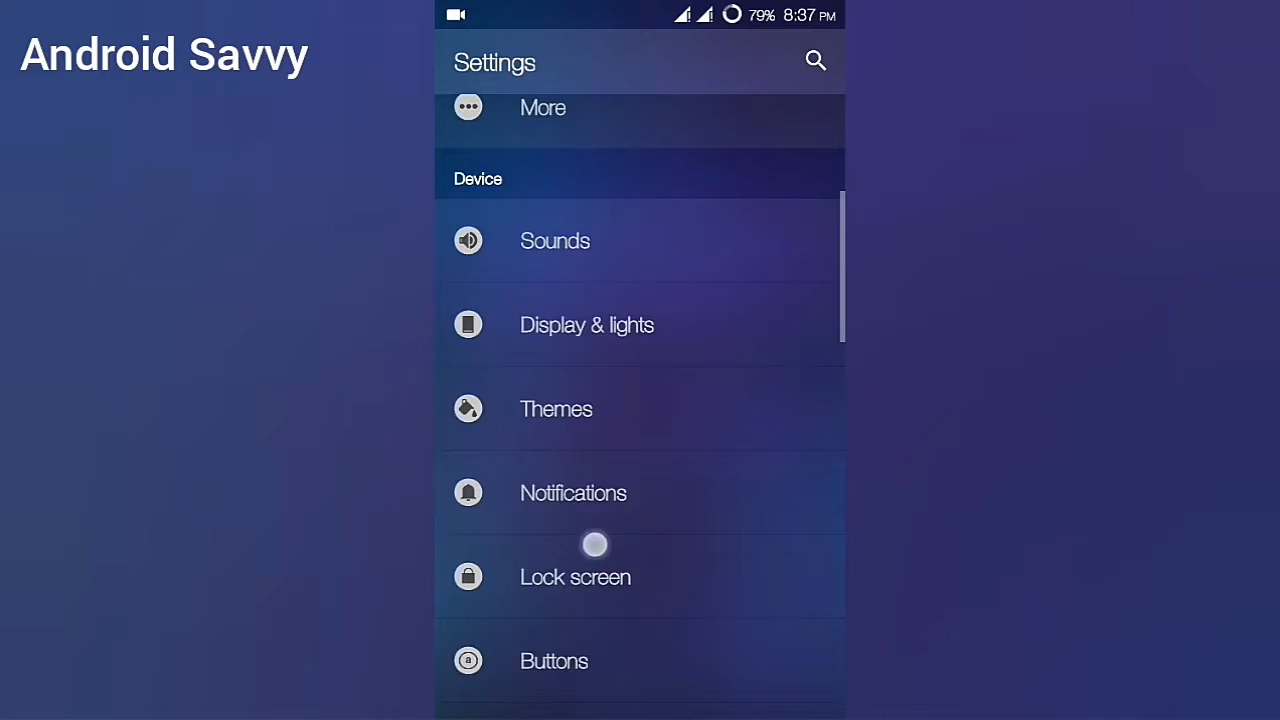 Android Savvy
79% 8:37 PM
Settings
More
Device
Sounds
Display & lights
Themes
Notifications
Lock screen
a
Buttons